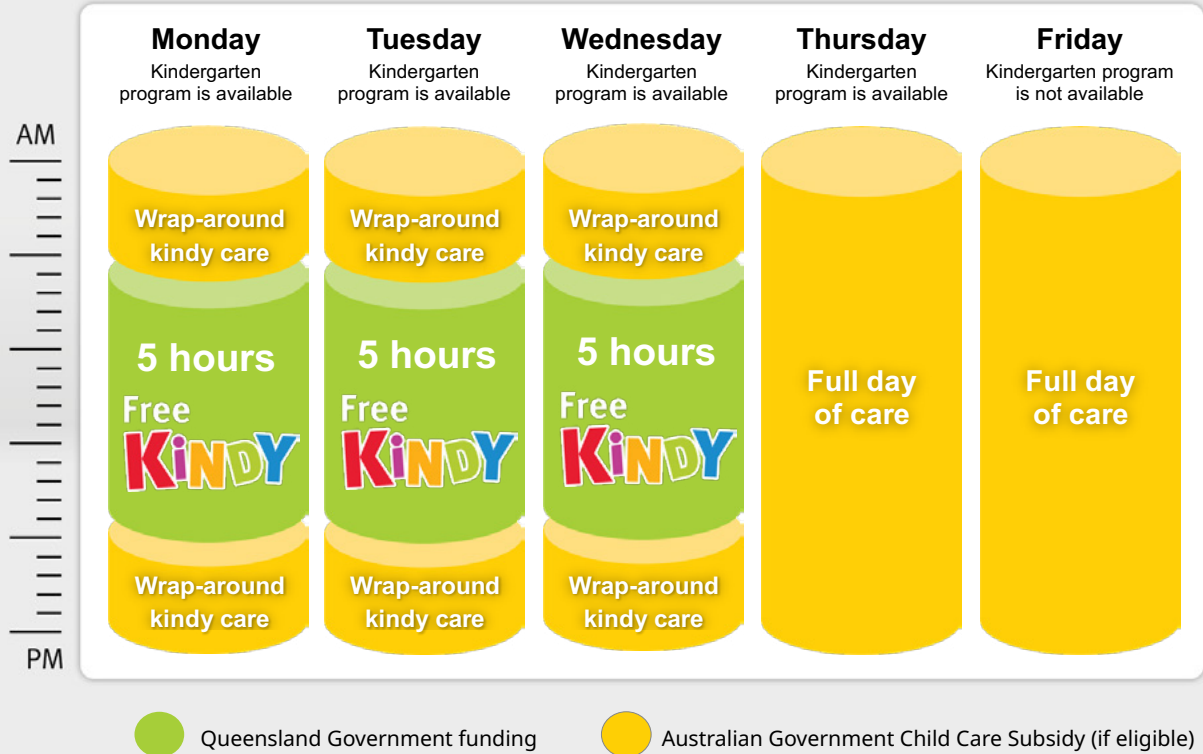 Monday
Kindergarten
program is available
Tuesday
Kindergarten
program is available
Wednesday
Kindergarten
program is available
Thursday
Kindergarten
program is available
Friday
Kindergarten program
is not available
AM
Wrap-around
kindy care
Wrap-around
kindy care
Wrap-around
kindy care
5 hours
Free
KiNDY
5 hours
Free
KiNDY
5 hours
Free
KiNDY
Full day
of care
Full day
of care
Wrap-around
kindy care
Wrap-around
kindy care
Wrap-around
kindy care
PM
Queensland Government funding
Australian Government Child Care Subsidy (if eligible)